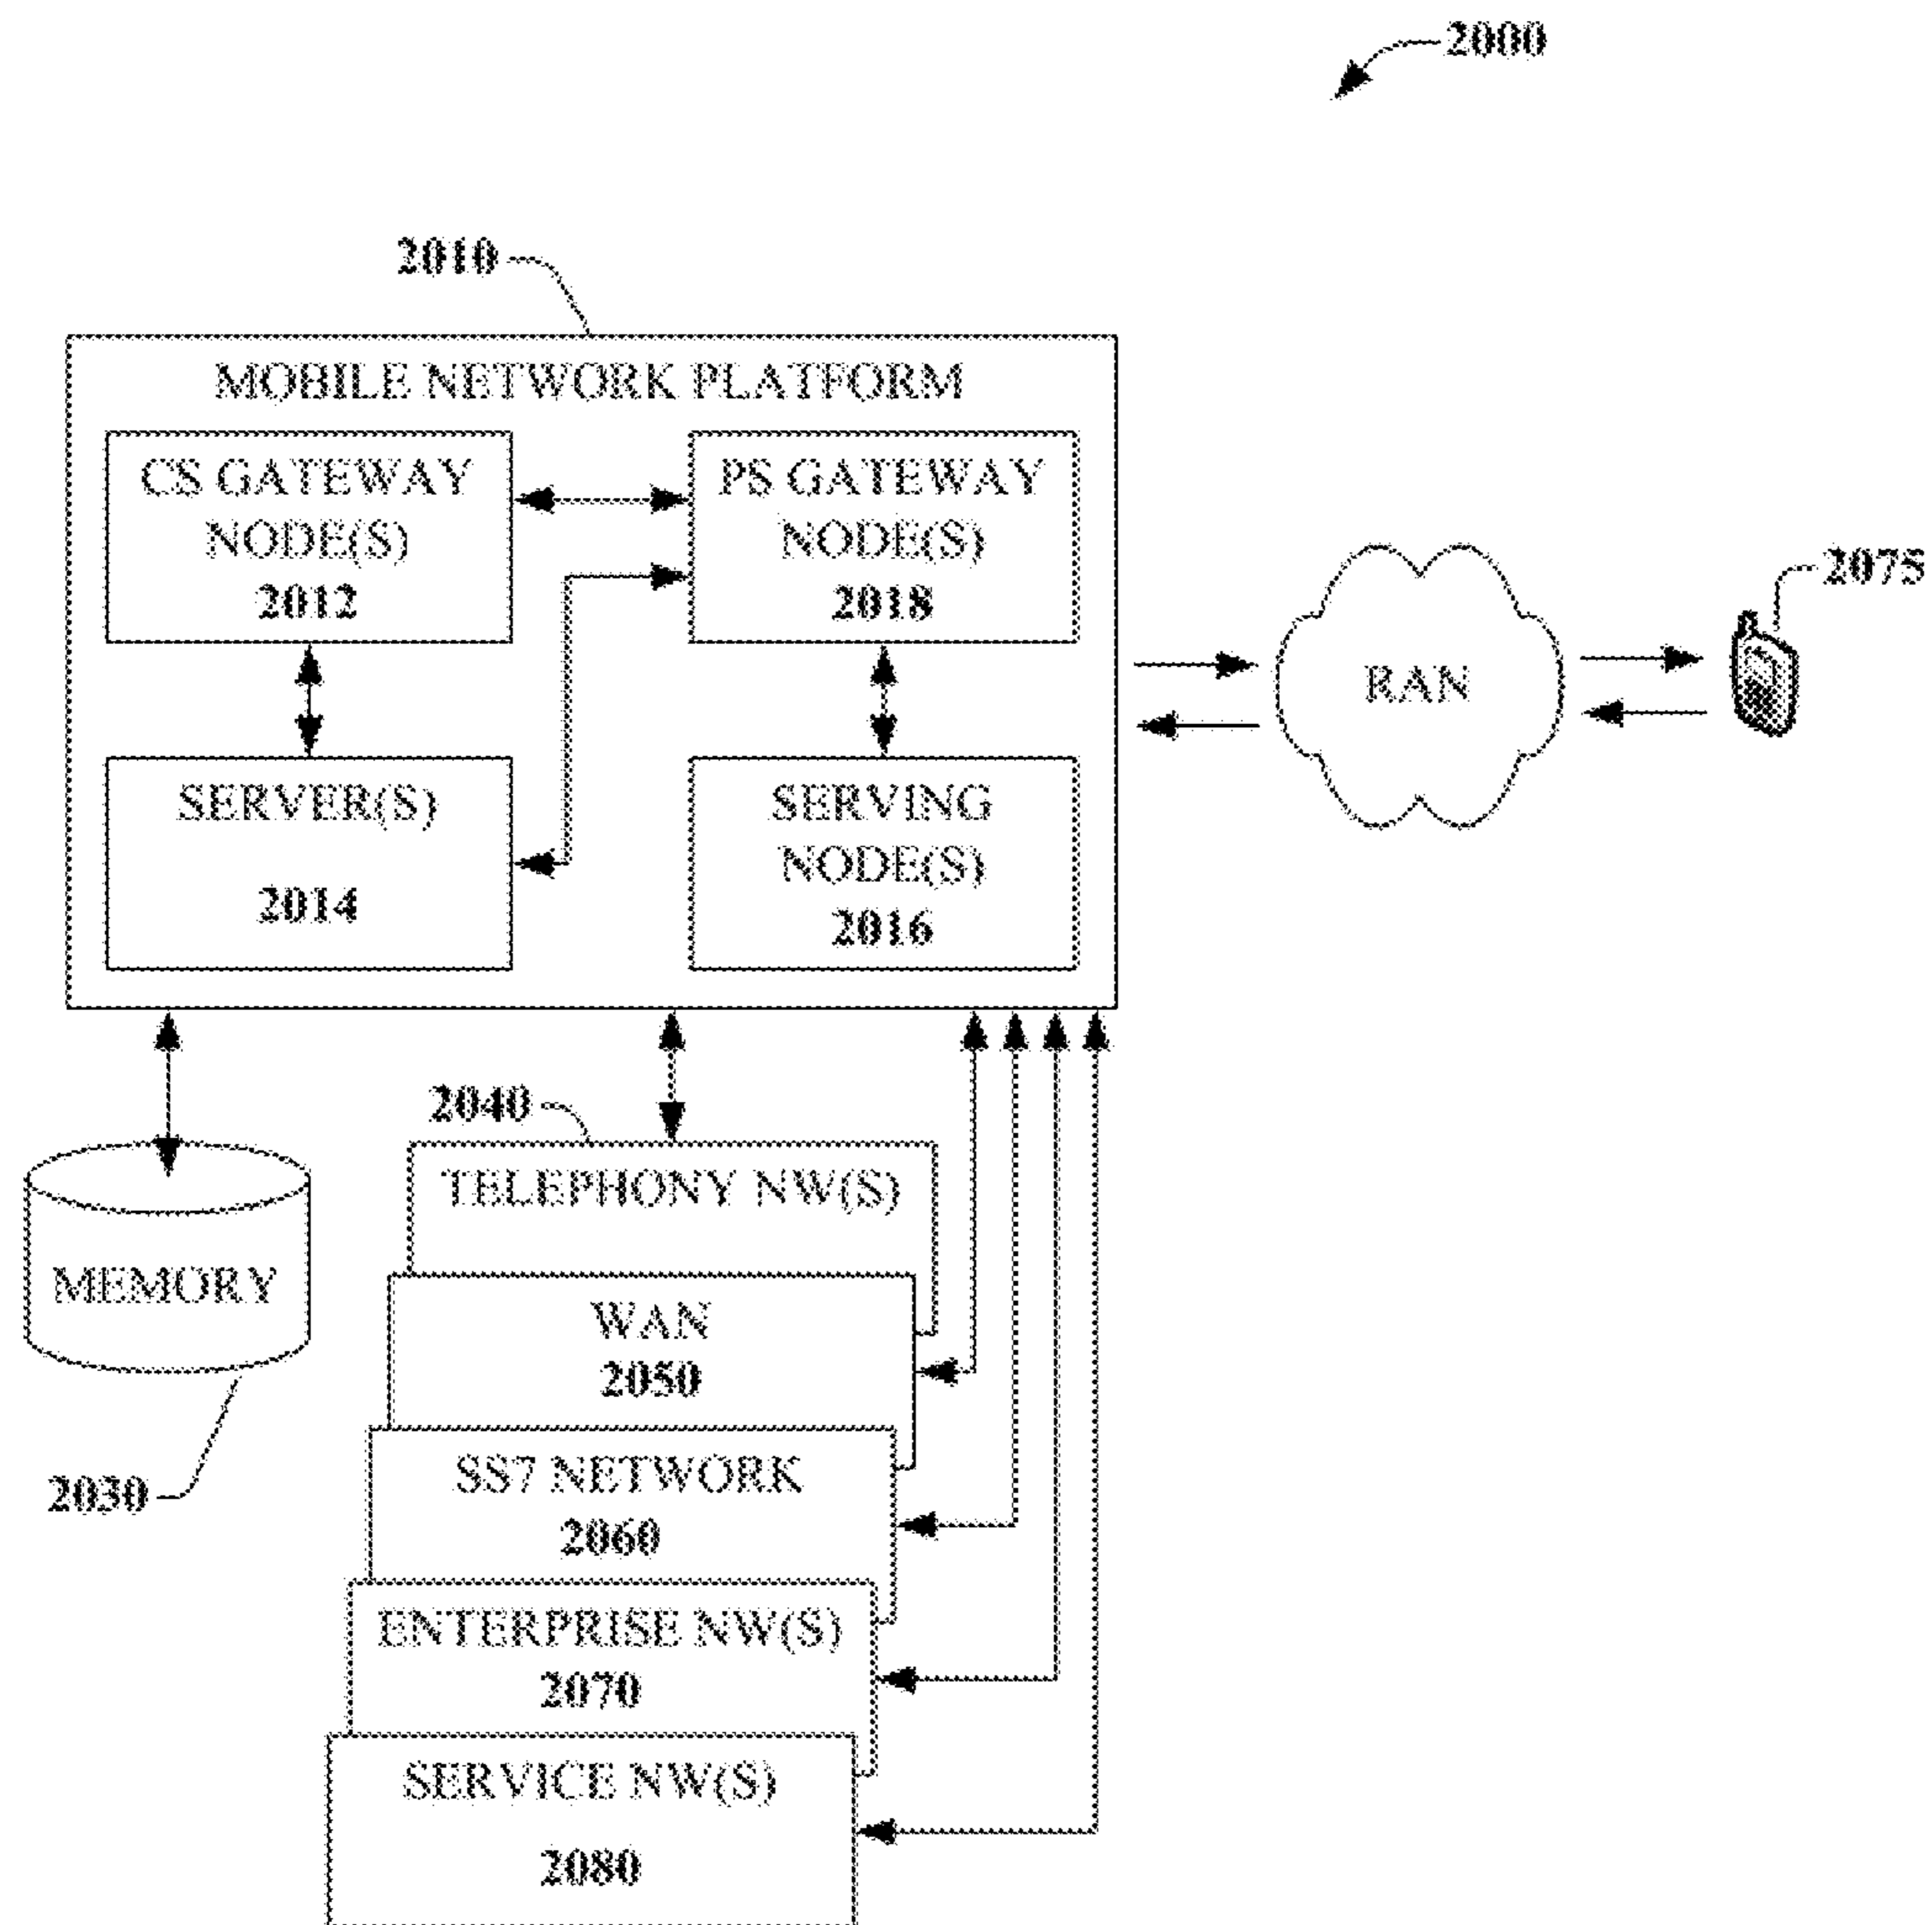 2000
2010
MOBILE NETWORK PLATFORM
CS GATEWAY
NODE(S)
2012
PS GATEWAY
NODE(S)
2018
SERVER(S)
2014
SERVING
NODE(S)
2016
RAN
2075
2040
TELEPHONY NW(S)
MEMORY
2030
WAN
2050
SS7 NETWORK
2060
ENTERPRISE NW(S)
2070
SERVICE NW(S)
2080